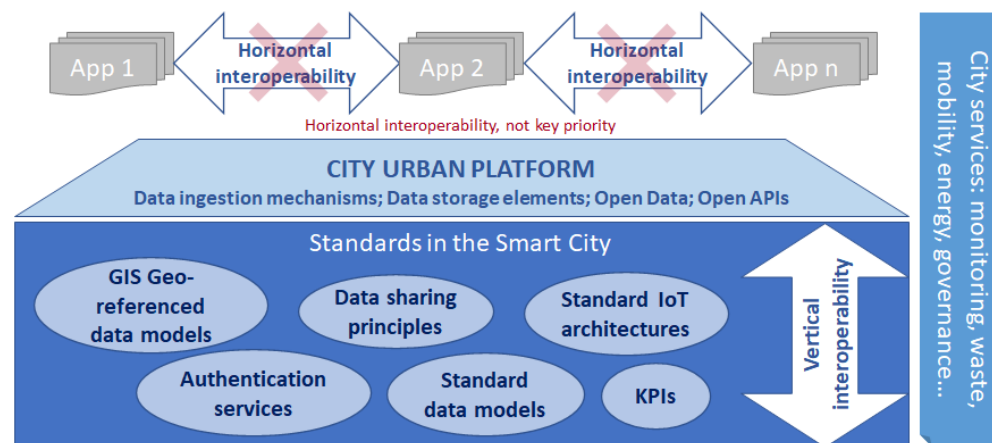 App 1
Horizontal
interoperability
App 2
Horizontal
interoperability
App n
Horizontal interoperability, not key priority
CITY URBAN PLATFORM
Data ingestion mechanisms; Data storage elements; Open Data; Open APIs
Standards in the Smart City
GIS Geo-
referenced
data models
Data sharing
principles
Standard IoT
architectures
Authentication
services
Standard
data models
KPIs
Vertical
interoperability
City services: monitoring, waste,
mobility, energy, governance...